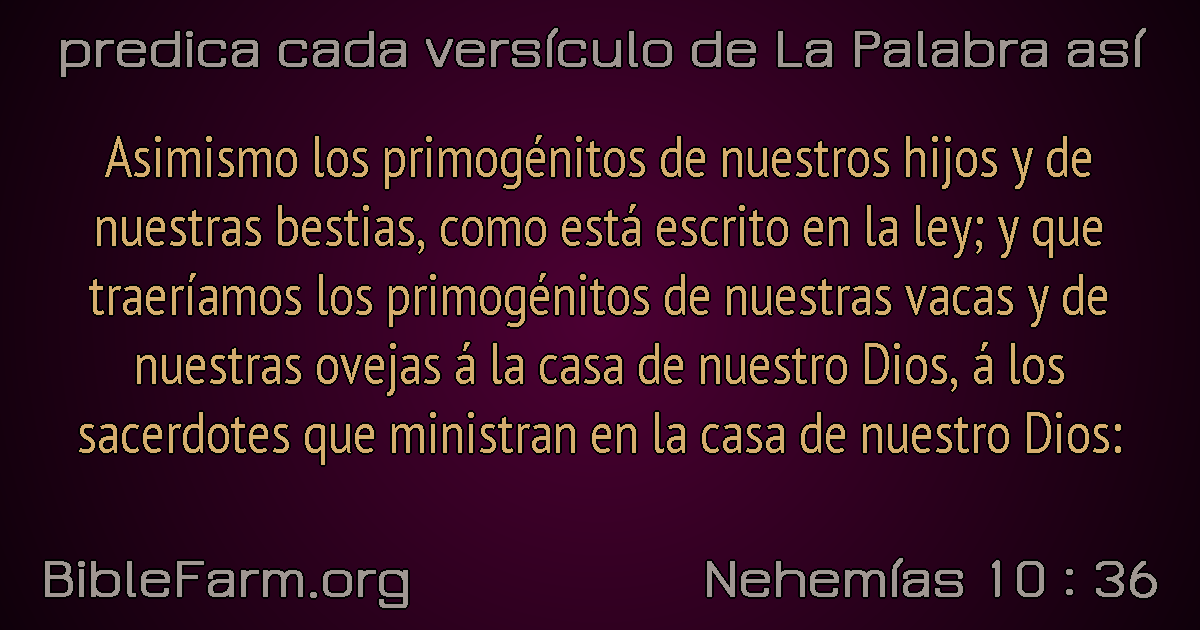 predica cada versículo de La Palabra así
Asimismo los primogénitos de nuestros hijos y de
nuestras bestias, como está escrito en la ley; y que
traeríamos los primogénitos de nuestras vacas y de
nuestras ovejas á la casa de nuestro Dios, á los
sacerdotes que ministran en la casa de nuestro Dios:
BibleFarm.org
Nehemías 10 : 36